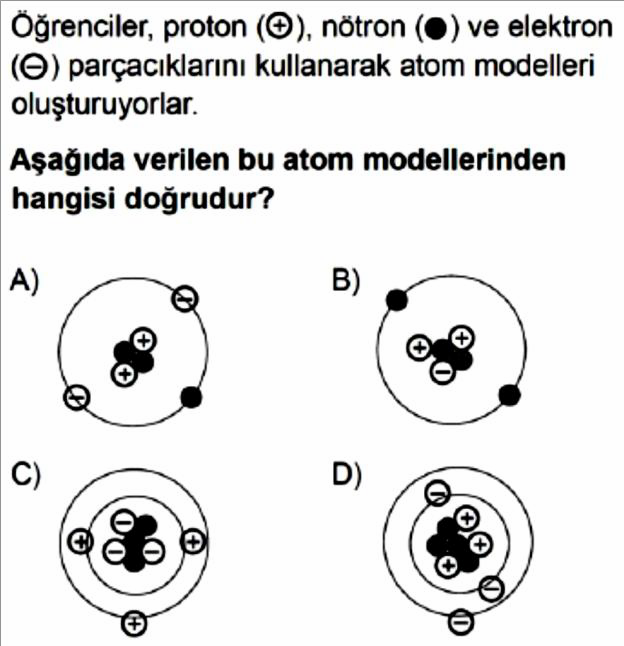 Öğrenciler, proton (⊕), nötron (●) ve elektron
(⊖) parçacıklarını kullanarak atom modelleri
oluşturuyorlar.
Aşağıda verilen bu atom modellerinden
hangisi doğrudur?
A)
B)
C)
D)